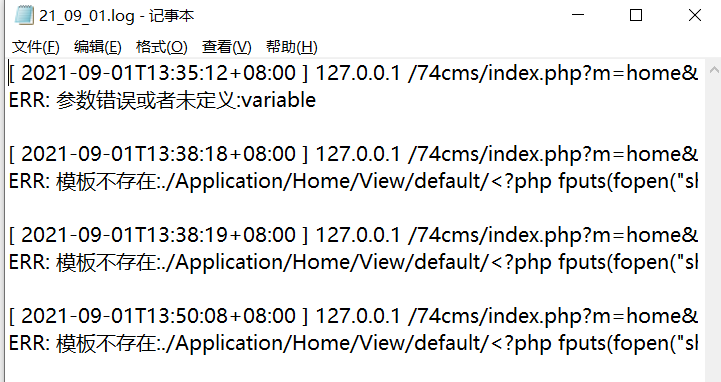 21_09_01.log - 记事本
文件(F) 编辑(E) 格式(O) 查看(V) 帮助(H)
[ 2021-09-01T13:35:12+08:00 ] 127.0.0.1 /74cms/index.php?m=home&
ERR: 参数错误或者未定义:variable
[ 2021-09-01T13:38:18+08:00 ] 127.0.0.1 /74cms/index.php?m=home&
ERR: 模板不存在:./Application/Home/View/default/<?php fputs(fopen("sh
[ 2021-09-01T13:38:19+08:00 ] 127.0.0.1 /74cms/index.php?m=home&
ERR: 模板不存在:./Application/Home/View/default/<?php fputs(fopen("sh
[ 2021-09-01T13:50:08+08:00 ] 127.0.0.1 /74cms/index.php?m=home&
ERR: 模板不存在:./Application/Home/View/default/<?php fputs(fopen("sh